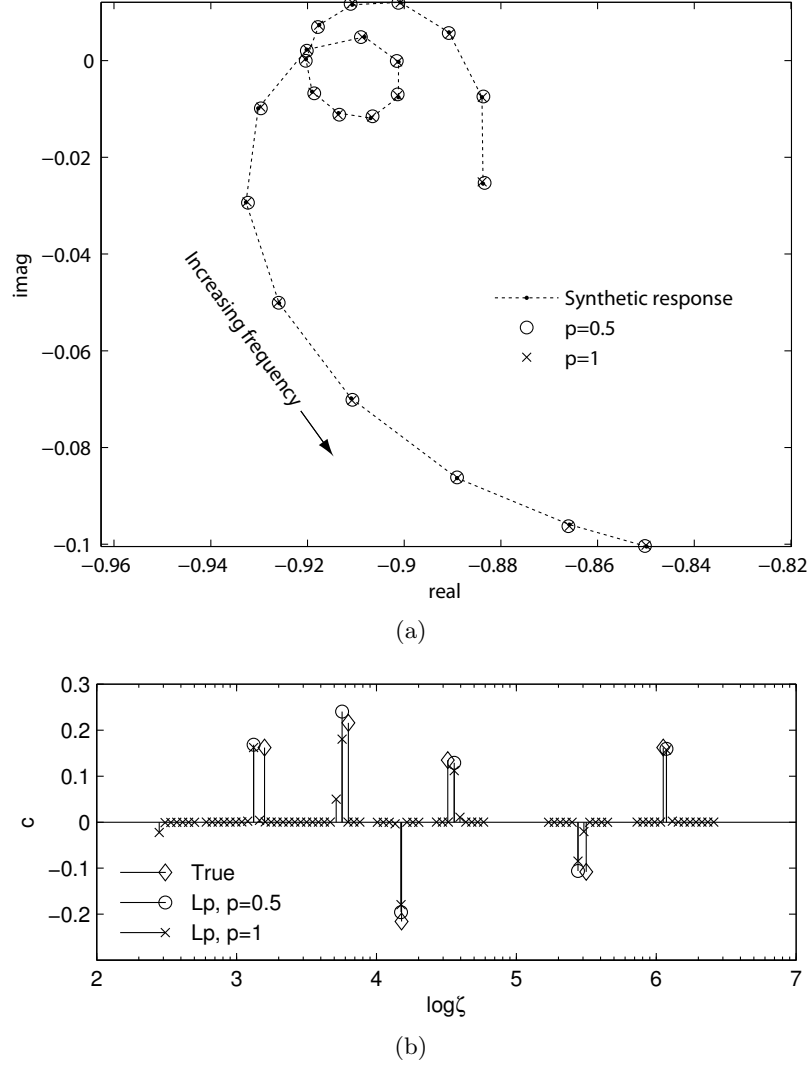 0
−0.02
−0.04
−0.06
−0.08
−0.1
imag
Increasing frequency
Synthetic response
p=0.5
p=1
−0.96
−0.94
−0.92
−0.9
−0.88
−0.86
−0.84
−0.82
real
(a)
0.3
0.2
0.1
0
−0.1
−0.2
c
True
Lp, p=0.5
Lp, p=1
2
3
4
5
6
7
logζ
(b)